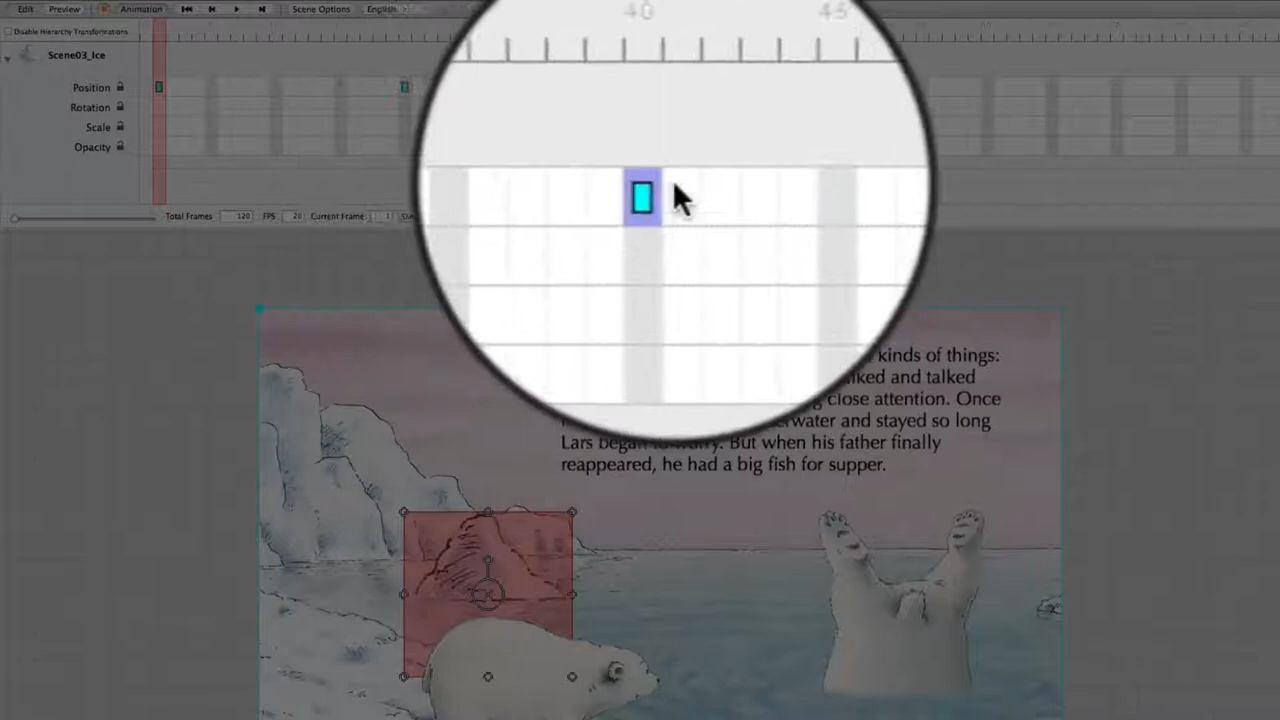 Edit Preview Animation Scene Options English
40 45
Disable Hierarchy Transformations
Scene03_Ice
Position
Rotation
Scale
Opacity
Total Frames 120 FPS 20 Current Frame: 1
kinds of things:
and talked
close attention. Once
water and stayed so long
Lars began to worry. But when his father finally
reappeared, he had a big fish for supper.